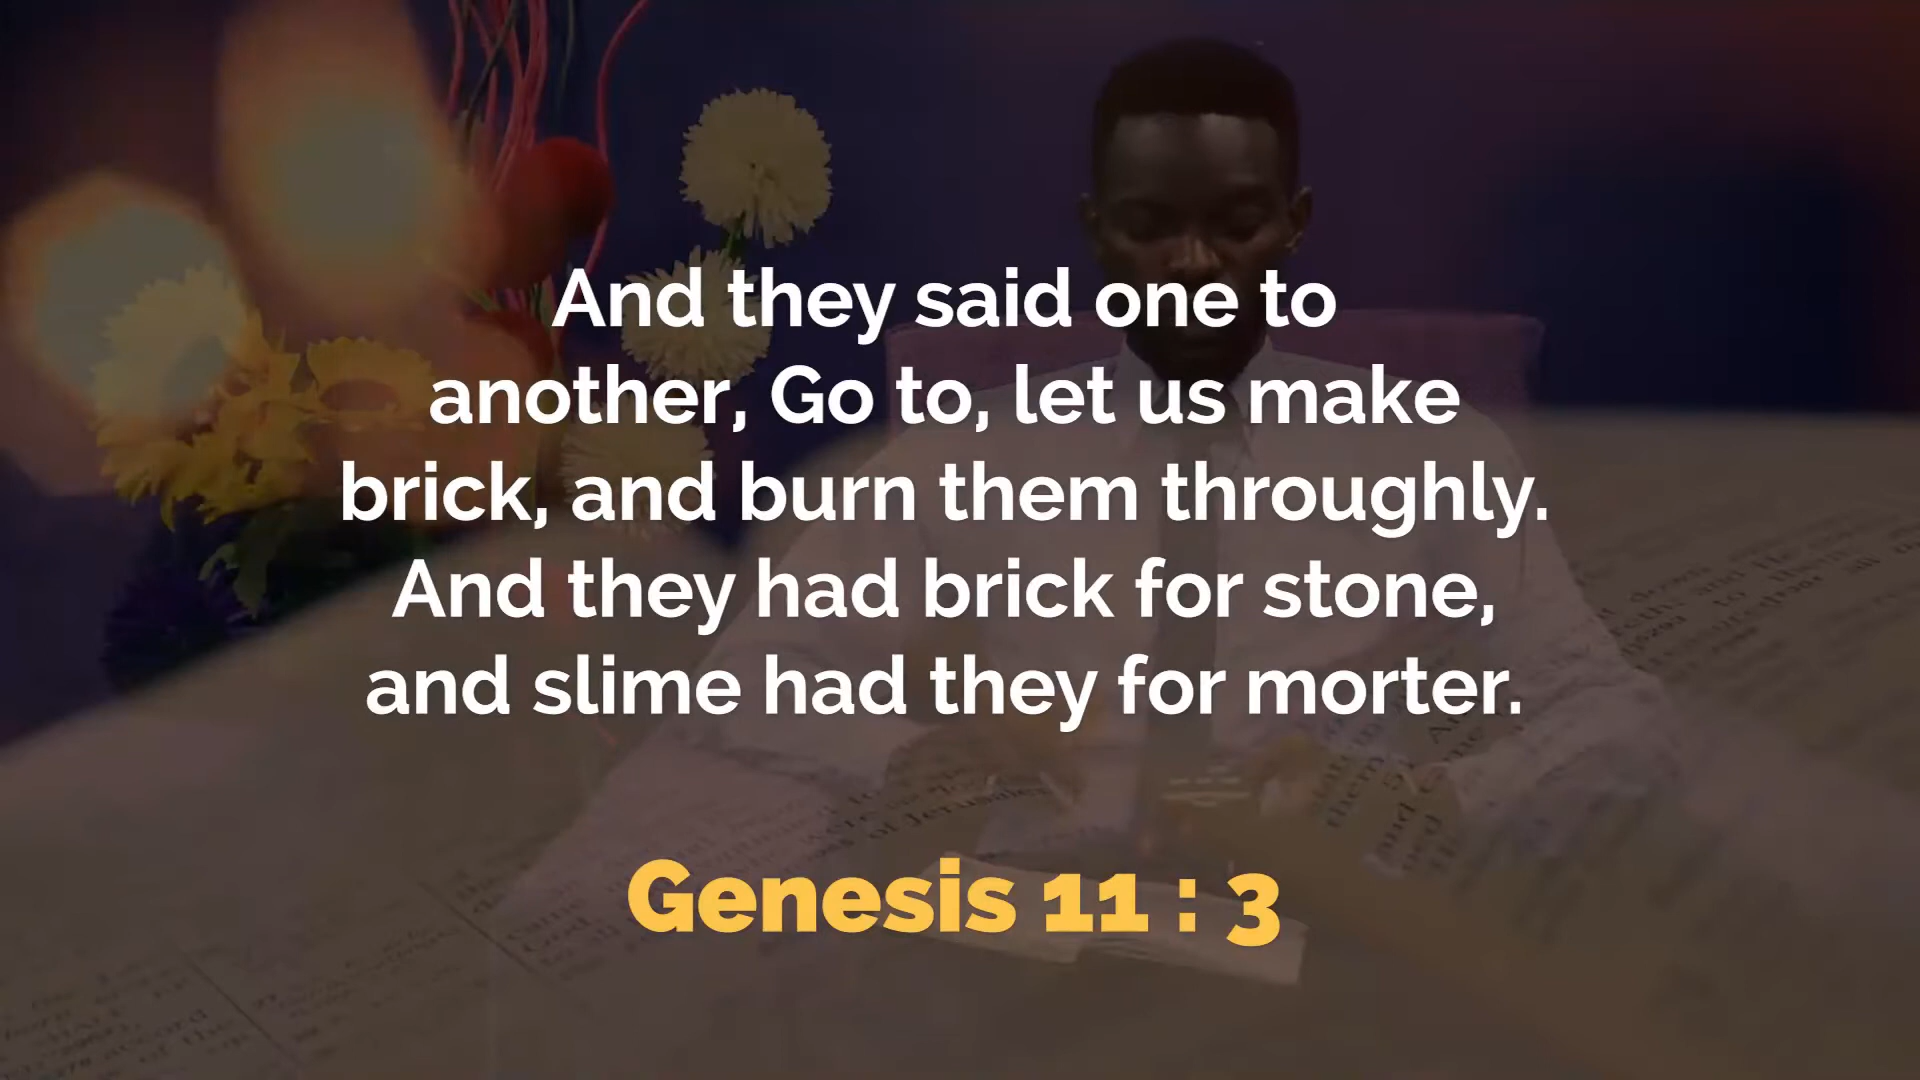 And they said one to
another, Go to, let us make
brick, and burn them throughly.
And they had brick for stone,
and slime had they for morter.
Genesis 11 : 3